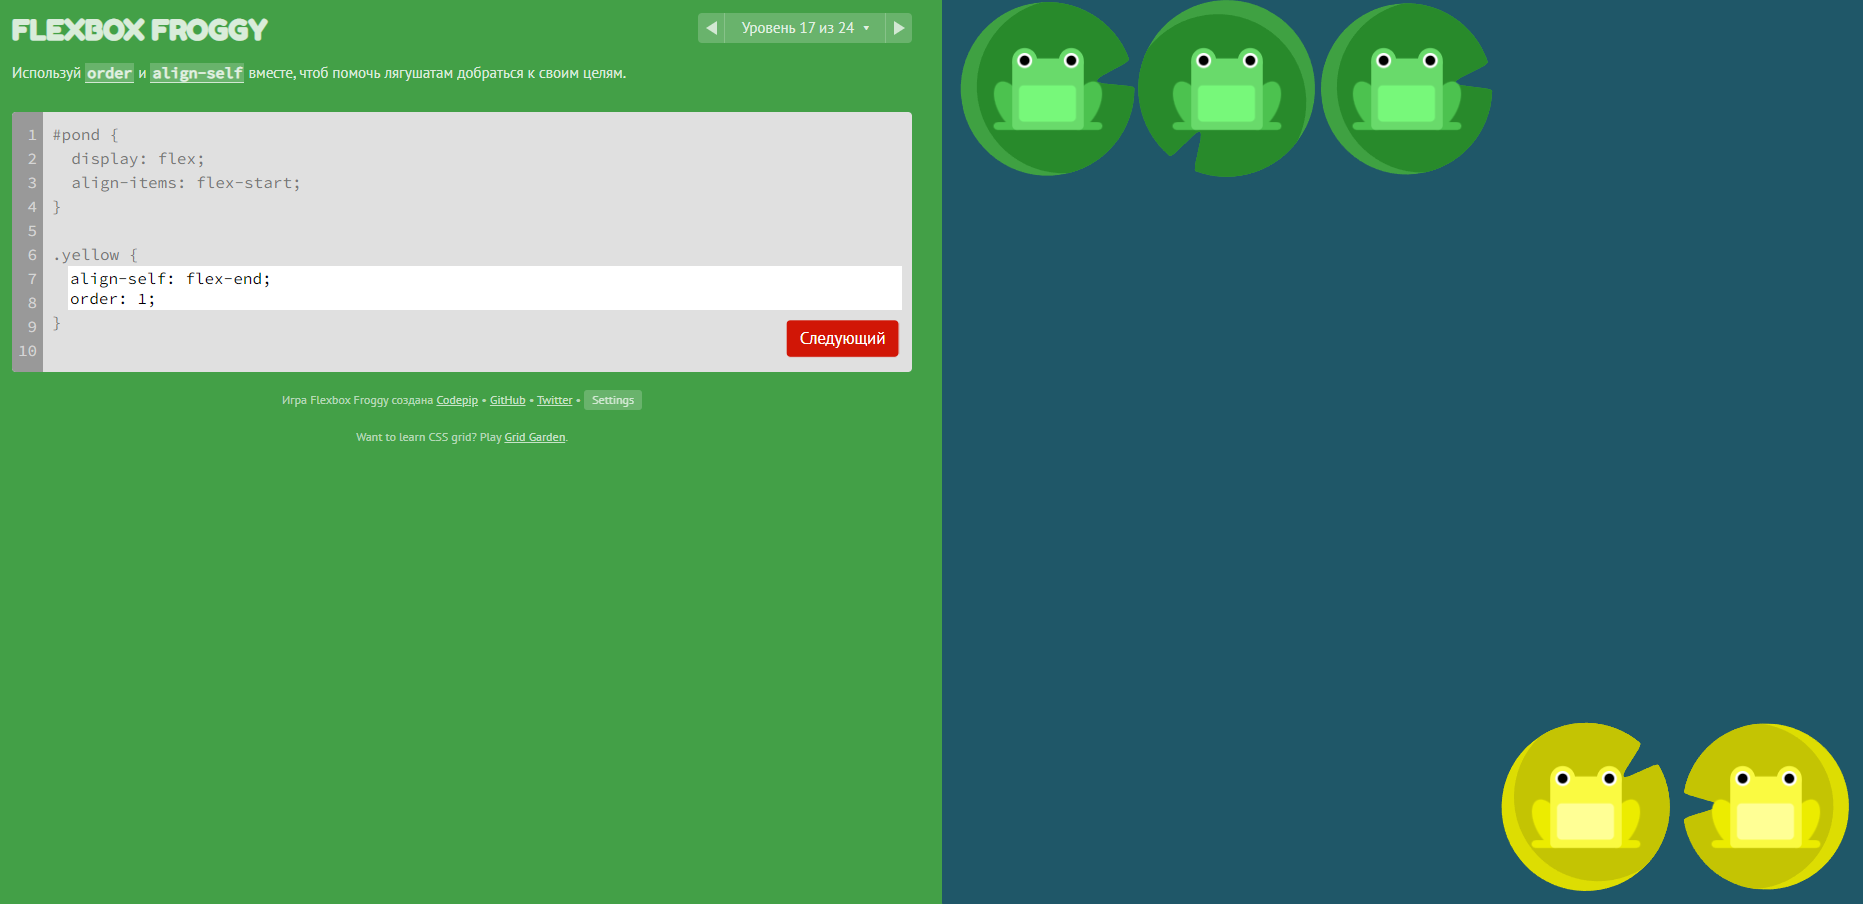 FLEXBOX FROGGY
Уровень 17 из 24
Используй order и align-self вместе, чтоб помочь лягушатам добраться к своим целям.
1 #pond {
2 display: flex;
3 align-items: flex-start;
4 }
5
6 .yellow {
7 align-self: flex-end;
8 order: 1;
9 }
10
Следующий
Игра Flexbox Froggy создана Codepip • GitHub • Twitter • Settings
Want to learn CSS grid? Play Grid Garden.